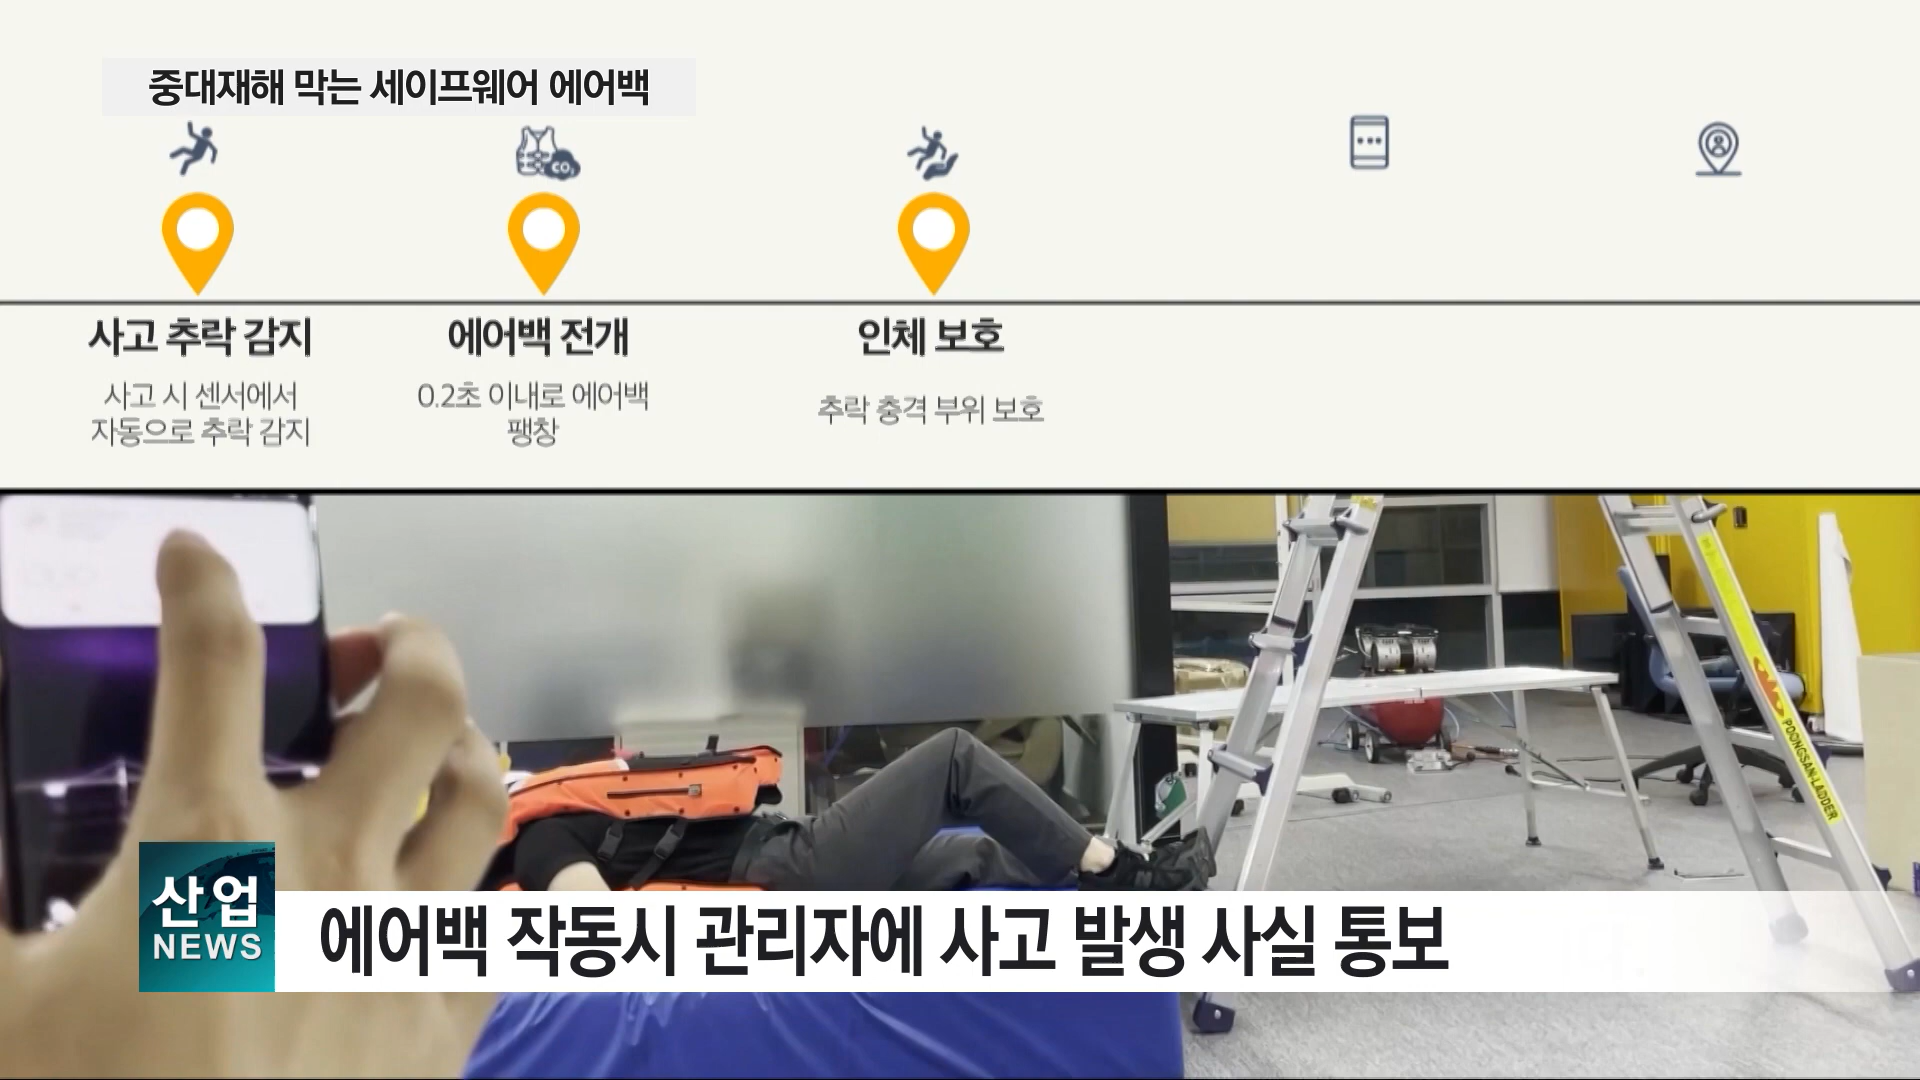 중대재해 막는 세이프웨어 에어백
CO₂
사고 추락 감지
사고 시 센서에서
자동으로 추락 감지
에어백 전개
0.2초 이내로 에어백
팽창
인체 보호
추락 충격 부위 보호
POONGSAN-LADDER
산업
NEWS
에어백 작동시 관리자에 사고 발생 사실 통보